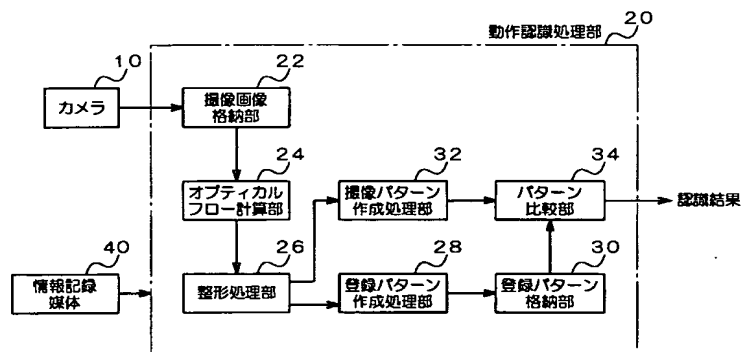 動作認識処理部
20
10
カメラ
22
撮像画像
格納部
24
オプティカル
フロー計算部
32
撮像パターン
作成処理部
34
パターン
比較部
認識結果
40
情報記録
媒体
26
整形処理部
28
登録パターン
作成処理部
30
登録パターン
格納部